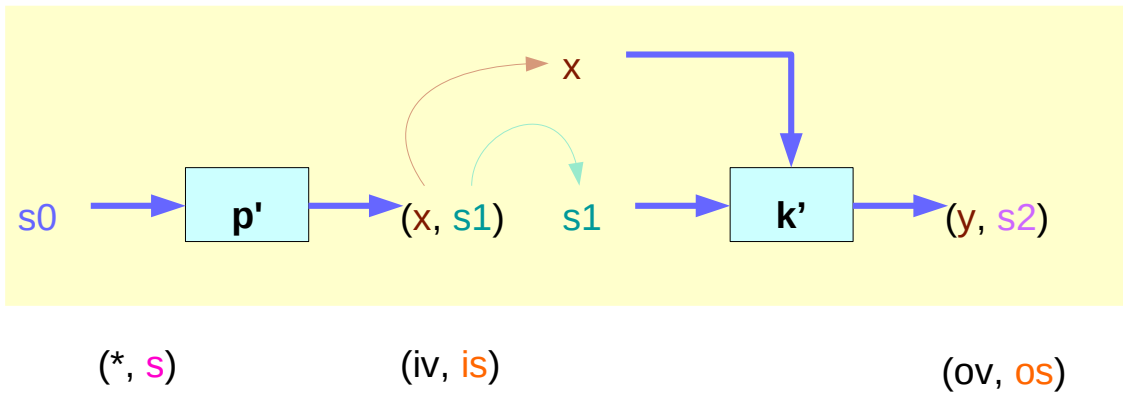 x
s0 p' (x, s1) s1 k’ (y, s2)
(*, s) (iv, is) (ov, os)